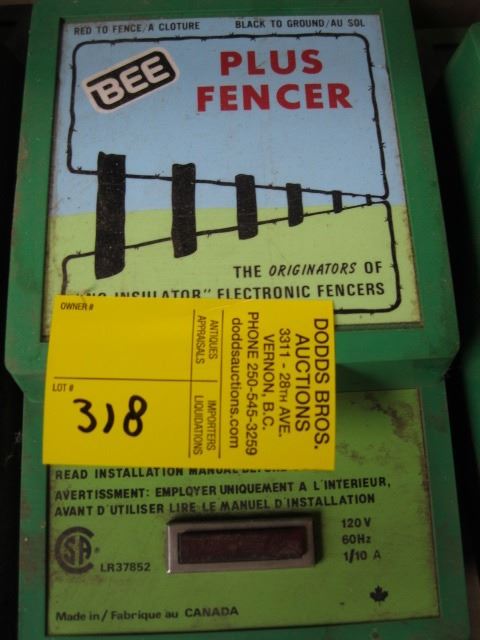 RED TO FENCE/A CLOTURE
BLACK TO GROUND/AU SOL
BEE
PLUS
FENCER
THE ORIGINATORS OF
INSULATOR" ELECTRONIC FENCERS
OWNER#
LOT #
318
ANTIQUES
APPRAISALS
IMPORTERS
LIQUIDATIONS
DODDS BROS.
AUCTIONS
3311 - 28TH AVE.
VERNON, B.C.
PHONE 250-545-3259
doddsauctions.com
READ INSTALLATION MANUAL
AVERTISSMENT: EMPLOYER UNIQUEMENT A L'INTERIEUR,
AVANT D'UTILISER LIRE LE MANUEL D'INSTALLATION
SA
LR37852
120 V
60Hz
1/10 A
Made in/Fabrique au CANADA